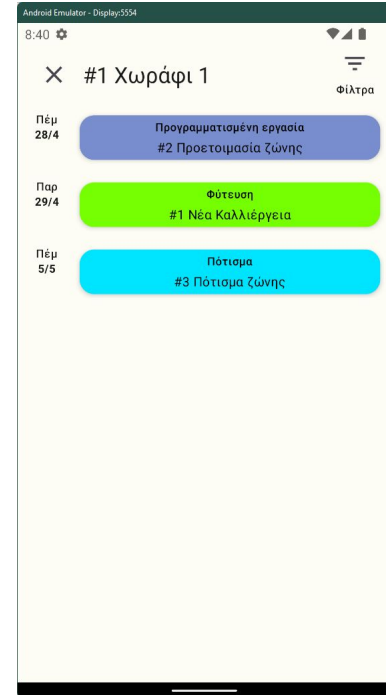 Android Emulator - Display:5554
8:40
#1 Χωράφι 1
Φίλτρα
Πέμ
28/4
Προγραμματισμένη εργασία
#2 Προετοιμασία ζώνης
Παρ
29/4
Φύτευση
#1 Νέα Καλλιέργεια
Πέμ
5/5
Πότισμα
#3 Πότισμα ζώνης